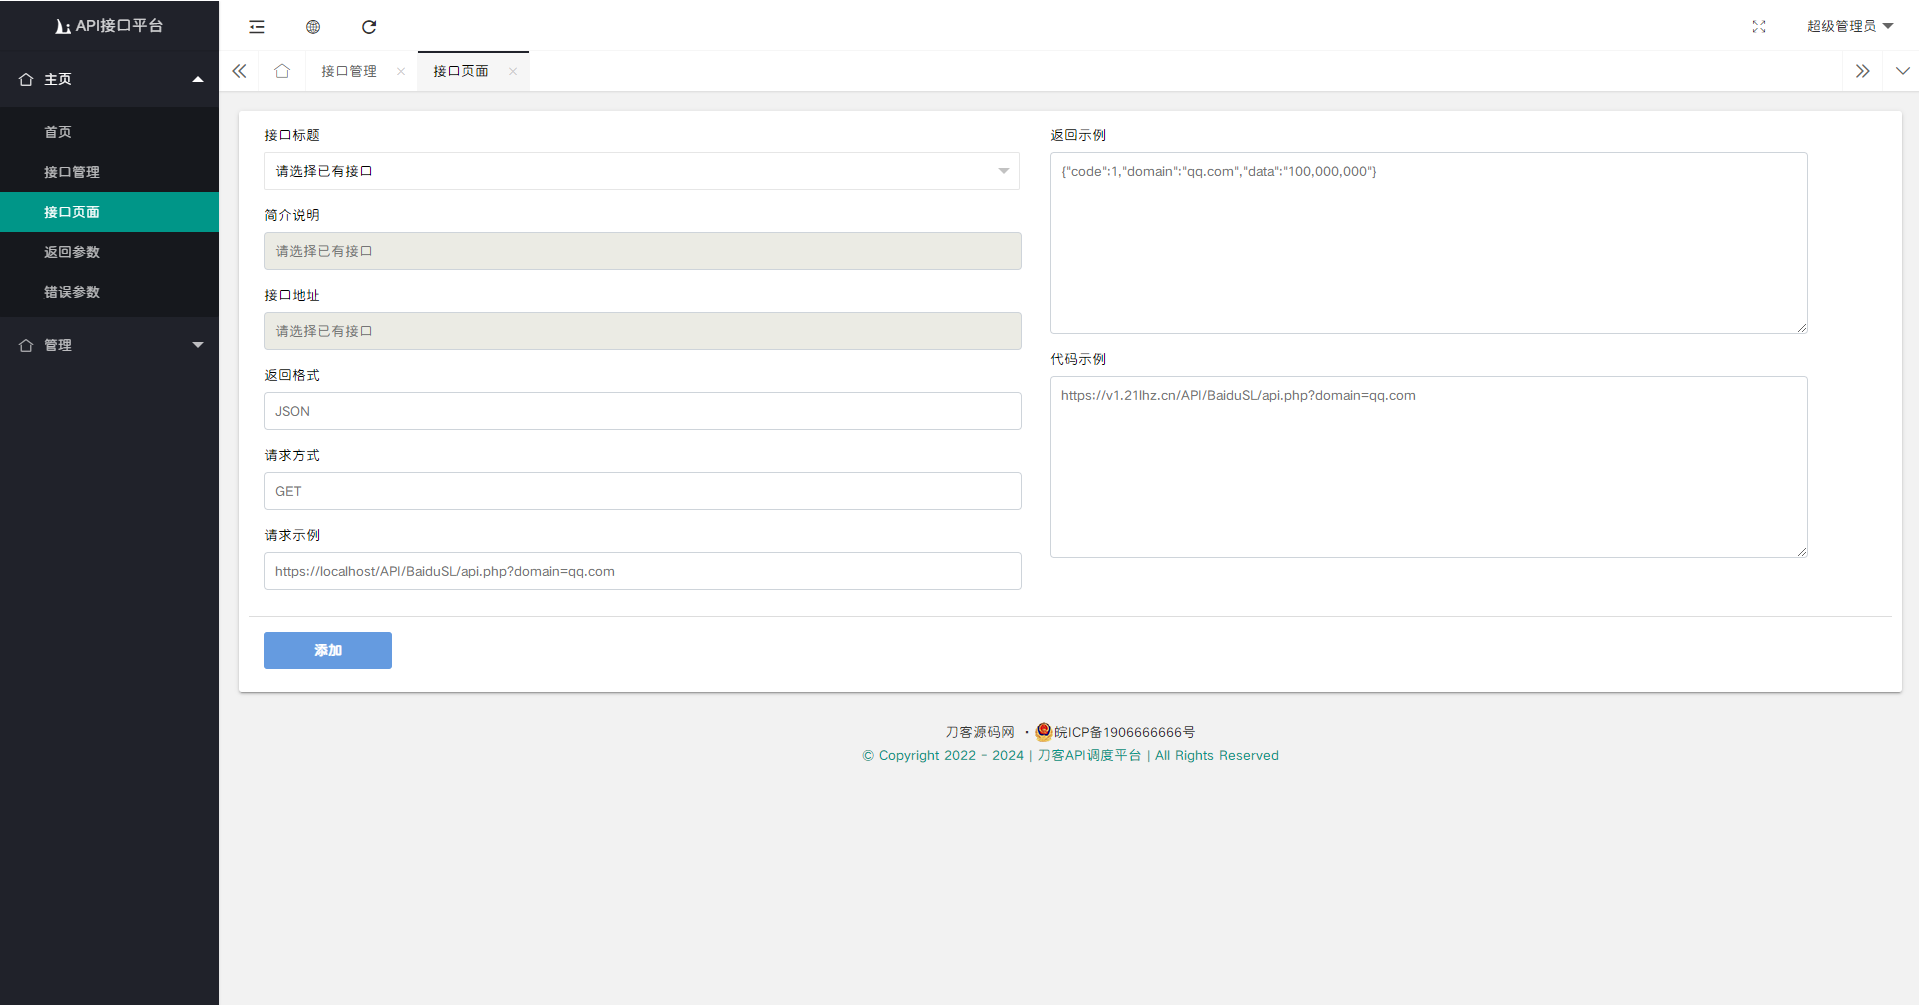 API接口平台
超级管理员
主页
首页
接口管理
接口页面
返回参数
错误参数
管理
接口管理
接口页面
接口标题
请选择已有接口
简介说明
请选择已有接口
接口地址
请选择已有接口
返回格式
JSON
请求方式
GET
请求示例
https://localhost/API/BaiduSL/api.php?domain=qq.com
返回示例
{"code":1,"domain":"qq.com","data":"100,000,000"}
代码示例
https://v1.21lhz.cn/API/BaiduSL/api.php?domain=qq.com
添加
刀客源码网 · 皖ICP备1906666666号
© Copyright 2022 - 2024 | 刀客API调度平台 | All Rights Reserved